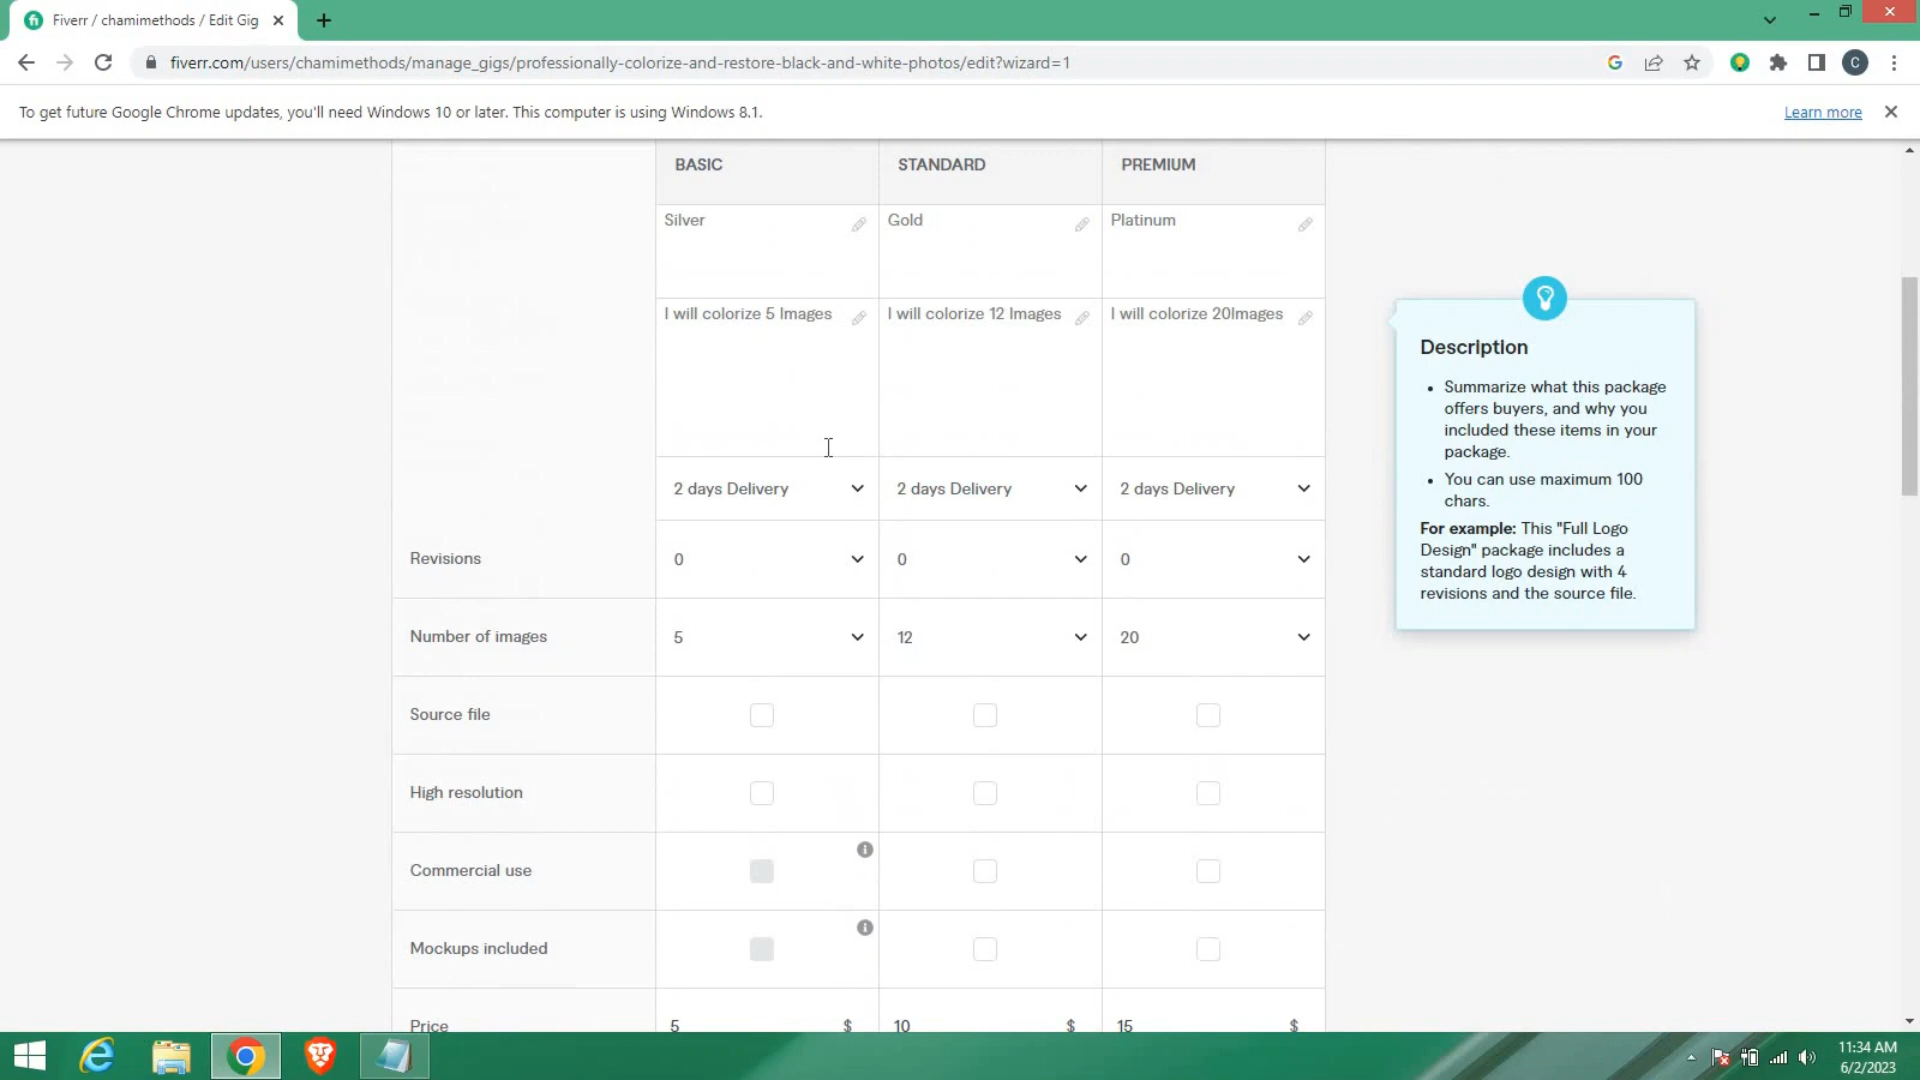 Fiverr / chamimethods / Edit Gig
fiverr.com/users/chamimethods/manage_gigs/professionally-colorize-and-restore-black-and-white-photos/edit?wizard=1
C
To get future Google Chrome updates, you'll need Windows 10 or later. This computer is using Windows 8.1.
Learn more
BASIC
STANDARD
PREMIUM
Silver
Gold
Platinum
I will colorize 5 Images
I will colorize 12 Images
I will colorize 20Images
2 days Delivery
2 days Delivery
2 days Delivery
Revisions
0
0
0
Number of images
5
12
20
Source file
High resolution
Commercial use
Mockups included
Price
5
$
10
$
15
$
Description
• Summarize what this package
offers buyers, and why you
included these items in your
package.
• You can use maximum 100
chars.
For example: This "Full Logo
Design" package includes a
standard logo design with 4
revisions and the source file.
11:34 AM
6/2/2023